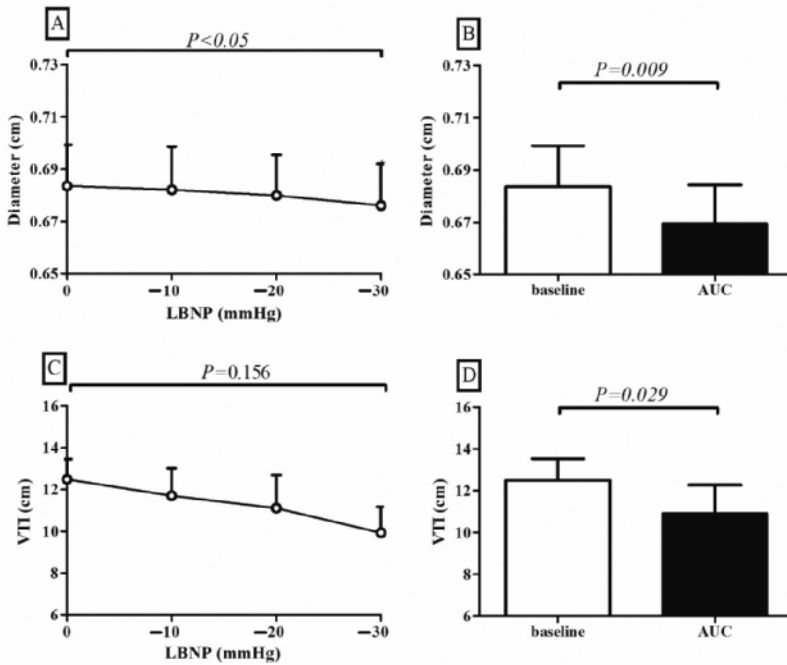 A
P<0.05
0.73
0.71
0.69
0.67
0.65
Diameter (cm)
0
−10
−20
−30
LBNP (mmHg)
B
P=0.009
0.73
0.71
0.69
0.67
0.65
Diameter (cm)
baseline
AUC
C
P=0.156
16
14
12
10
8
6
VTI (cm)
0
−10
−20
−30
LBNP (mmHg)
D
P=0.029
16
14
12
10
8
6
VTI (cm)
baseline
AUC